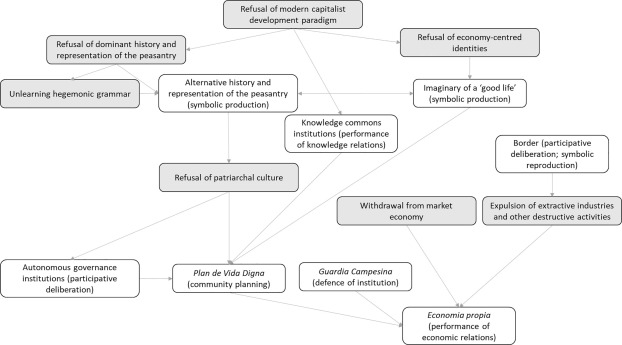 Refusal of modern capitalist
development paradigm
Refusal of dominant history and
representation of the peasantry
Refusal of economy-centred
identities
Unlearning hegemonic grammar
Alternative history and
representation of the peasantry
(symbolic production)
Imaginary of a 'good life'
(symbolic production)
Knowledge commons
institutions (performance
of knowledge relations)
Border (participative
deliberation; symbolic
reproduction)
Refusal of patriarchal culture
Withdrawal from market
economy
Expulsion of extractive industries
and other destructive activities
Autonomous governance
institutions (participative
deliberation)
Plan de Vida Digna
(community planning)
Guardia Campesina
(defence of institution)
Economia propia
(performance of
economic relations)